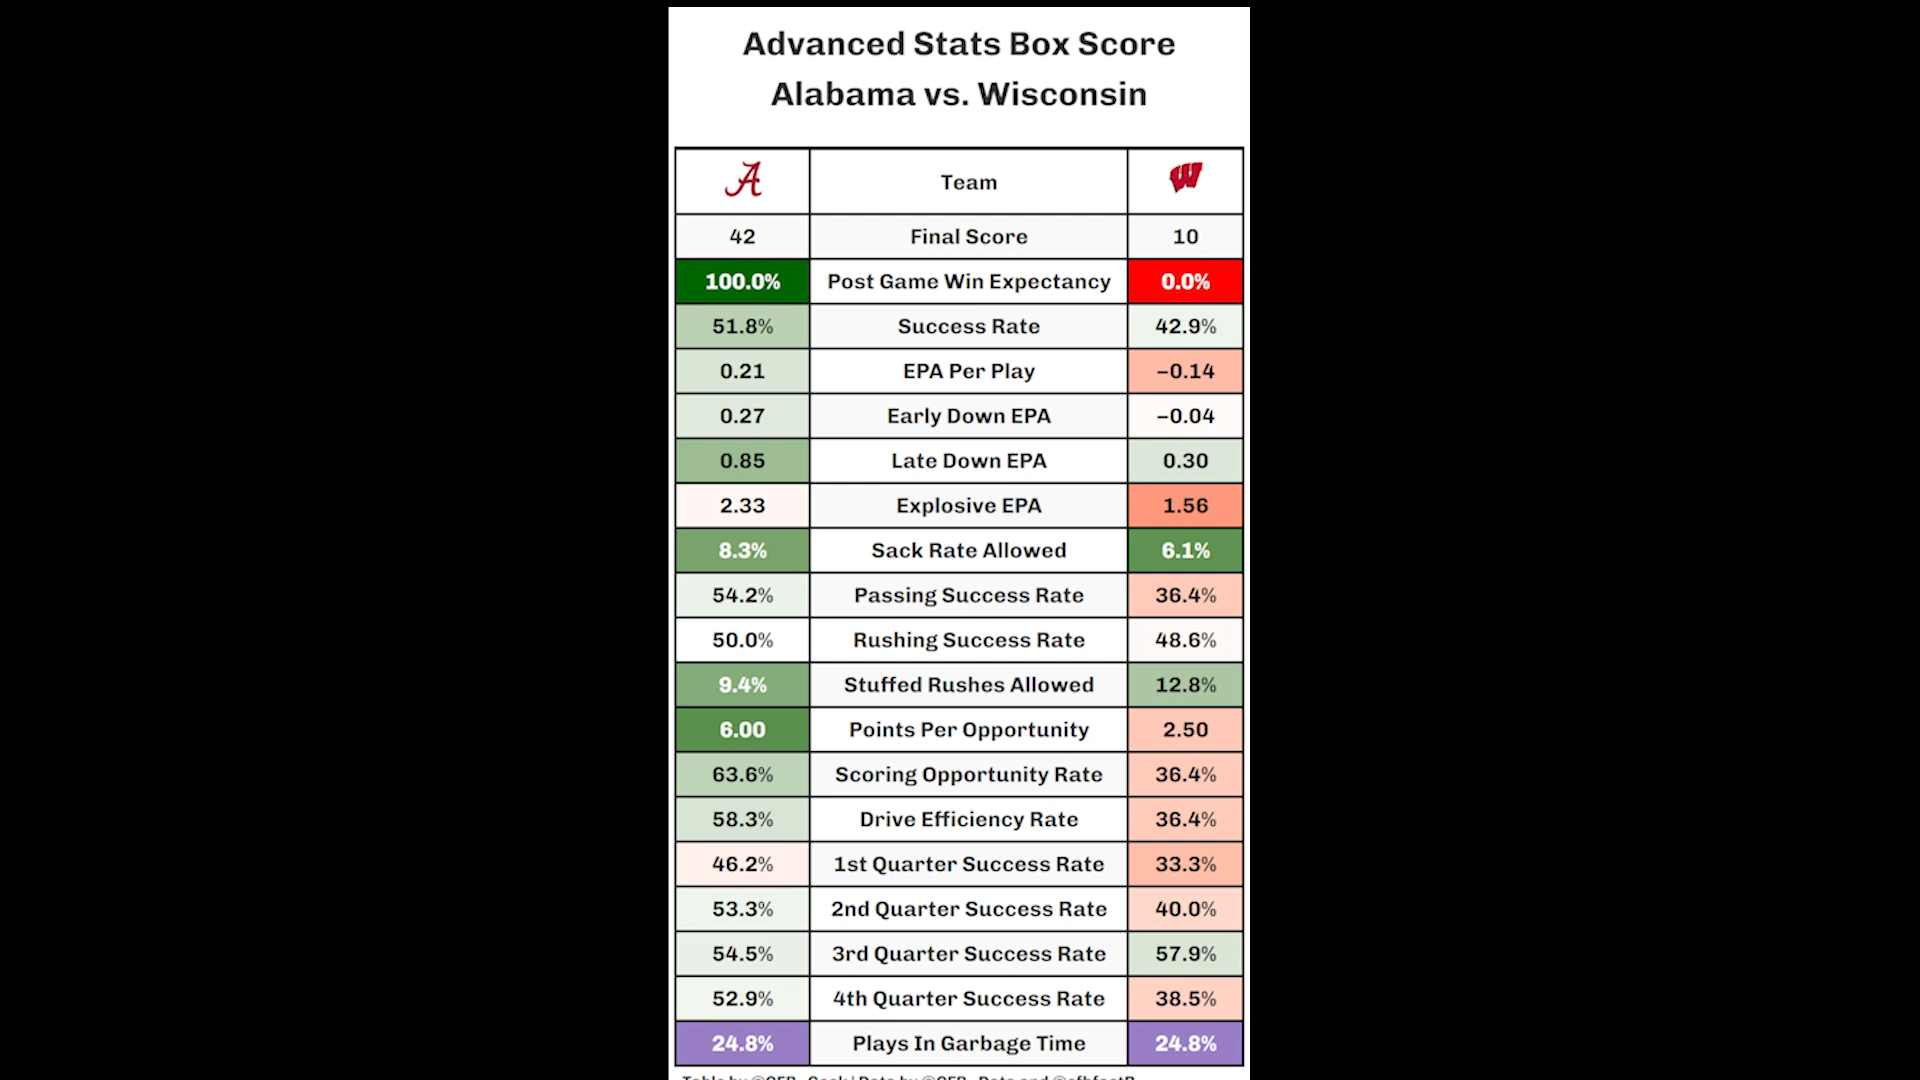 Advanced Stats Box Score
Alabama vs. Wisconsin
A Team W
42 Final Score 10
100.0% Post Game Win Expectancy 0.0%
51.8% Success Rate 42.9%
0.21 EPA Per Play −0.14
0.27 Early Down EPA −0.04
0.85 Late Down EPA 0.30
2.33 Explosive EPA 1.56
8.3% Sack Rate Allowed 6.1%
54.2% Passing Success Rate 36.4%
50.0% Rushing Success Rate 48.6%
9.4% Stuffed Rushes Allowed 12.8%
6.00 Points Per Opportunity 2.50
63.6% Scoring Opportunity Rate 36.4%
58.3% Drive Efficiency Rate 36.4%
46.2% 1st Quarter Success Rate 33.3%
53.3% 2nd Quarter Success Rate 40.0%
54.5% 3rd Quarter Success Rate 57.9%
52.9% 4th Quarter Success Rate 38.5%
24.8% Plays In Garbage Time 24.8%